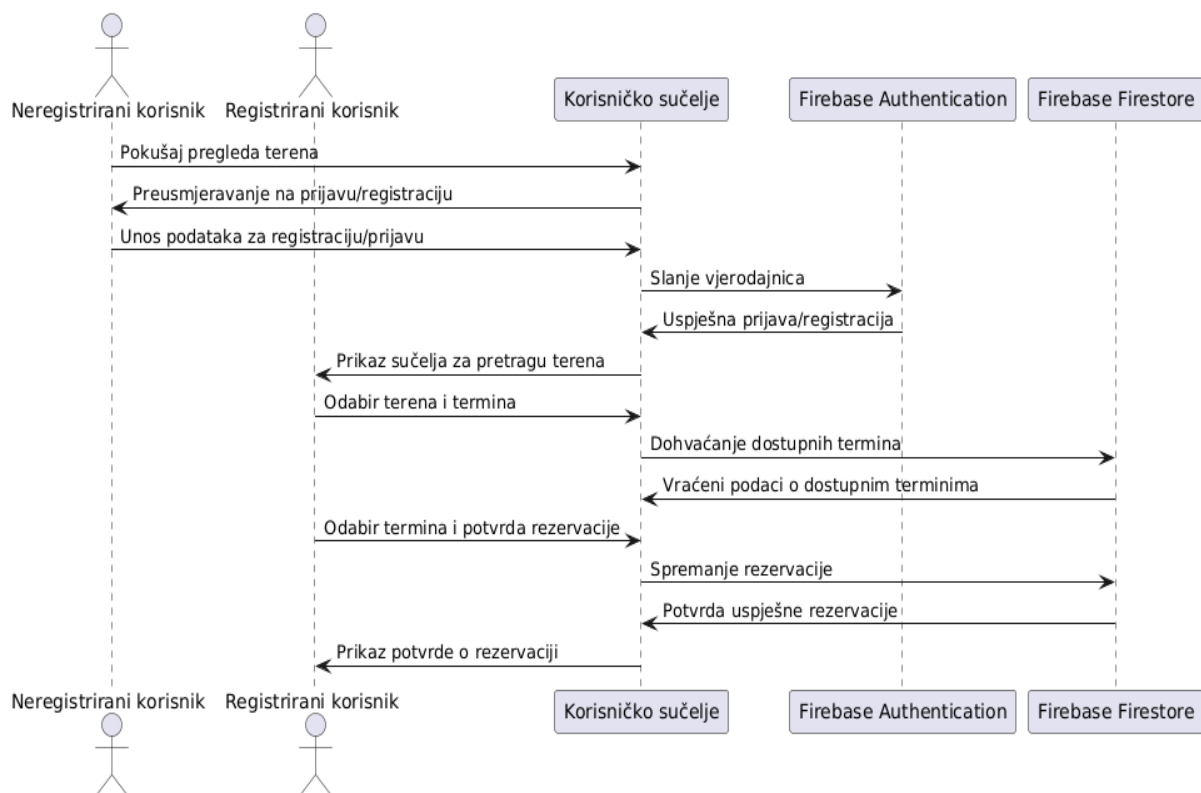 Neregistrirani korisnik
Registrirani korisnik
Korisničko sučelje
Firebase Authentication
Firebase Firestore
Pokušaj pregleda terena
Preusmjeravanje na prijavu/registraciju
Unos podataka za registraciju/prijavu
Slanje vjerodajnica
Uspješna prijava/registracija
Prikaz sučelja za pretragu terena
Odabir terena i termina
Dohvaćanje dostupnih termina
Vraćeni podaci o dostupnim terminima
Odabir termina i potvrda rezervacije
Spremanje rezervacije
Potvrda uspješne rezervacije
Prikaz potvrde o rezervaciji
Neregistrirani korisnik
Registrirani korisnik
Korisničko sučelje
Firebase Authentication
Firebase Firestore